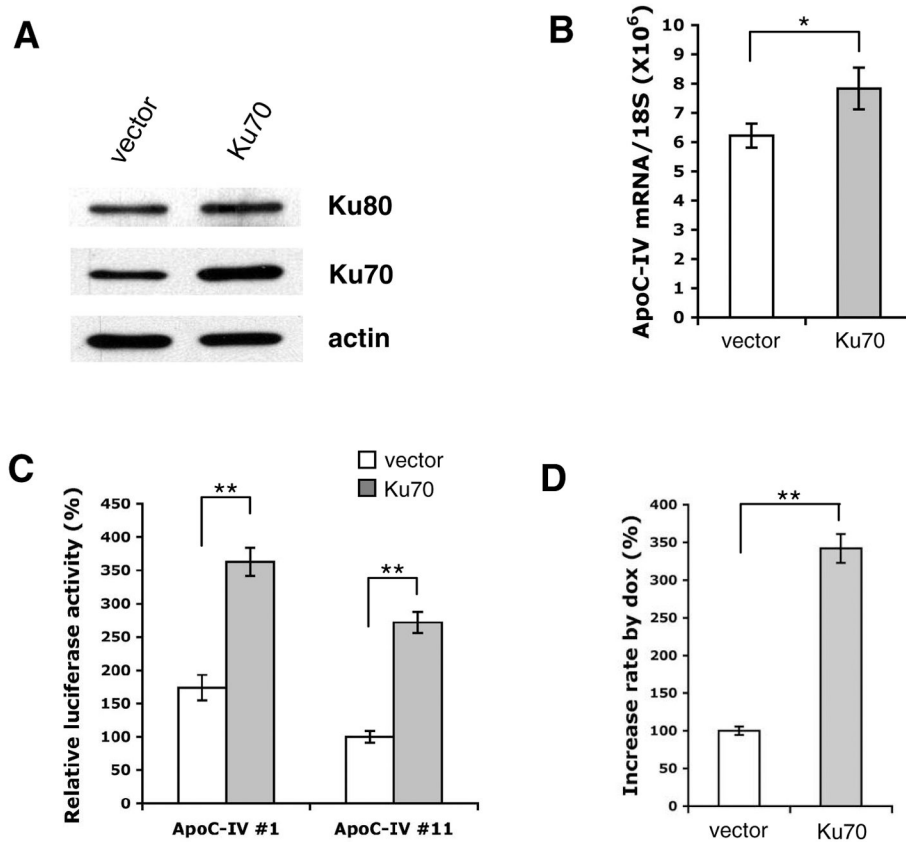 A
vector
Ku70
Ku80
Ku70
actin
B
ApoC-IV mRNA/18S (X10⁶)
10
9
8
7
6
5
4
3
2
1
0
*
vector
Ku70
C
vector
Ku70
Relative luciferase activity (%)
450
400
350
300
250
200
150
100
50
0
**
**
ApoC-IV #1
ApoC-IV #11
D
Increase rate by dox (%)
400
350
300
250
200
150
100
50
0
**
vector
Ku70